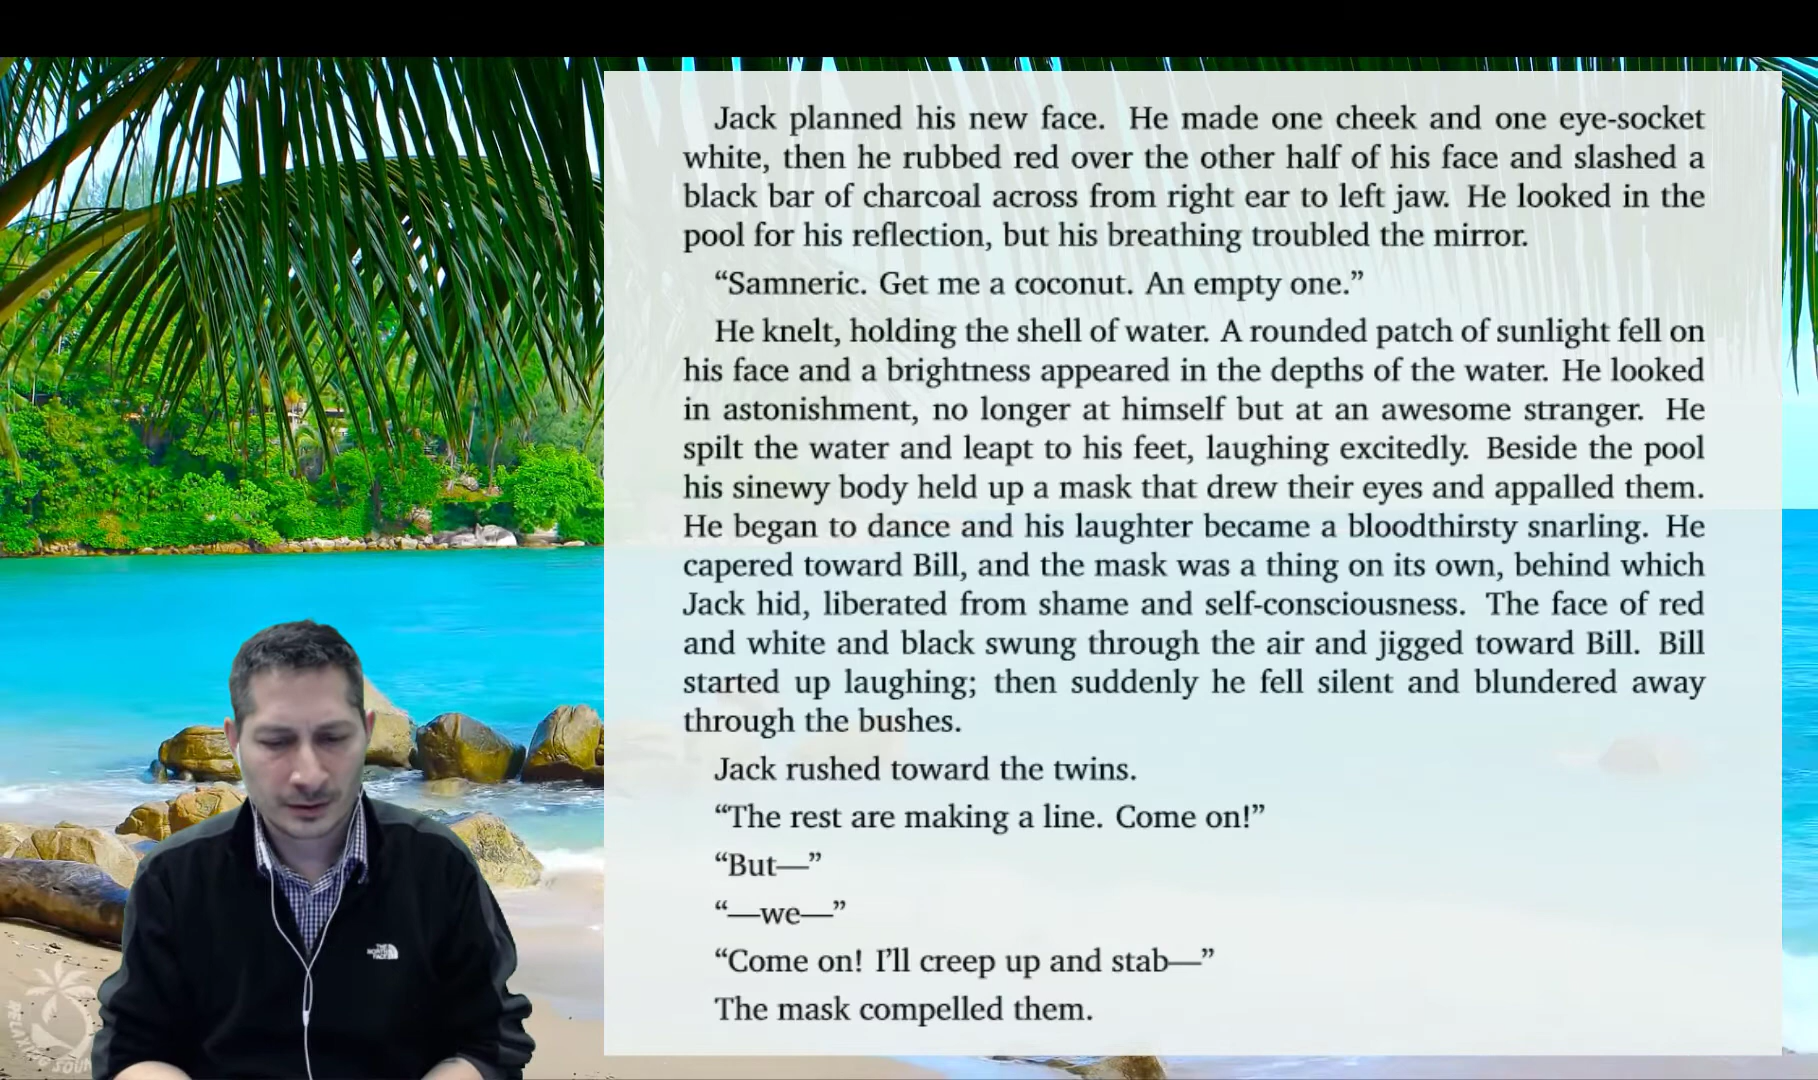 Jack planned his new face. He made one cheek and one eye-socket
white, then he rubbed red over the other half of his face and slashed a
black bar of charcoal across from right ear to left jaw. He looked in the
pool for his reflection, but his breathing troubled the mirror.
“Samneric. Get me a coconut. An empty one.”
He knelt, holding the shell of water. A rounded patch of sunlight fell on
his face and a brightness appeared in the depths of the water. He looked
in astonishment, no longer at himself but at an awesome stranger. He
spilt the water and leapt to his feet, laughing excitedly. Beside the pool
his sinewy body held up a mask that drew their eyes and appalled them.
He began to dance and his laughter became a bloodthirsty snarling. He
capered toward Bill, and the mask was a thing on its own, behind which
Jack hid, liberated from shame and self-consciousness. The face of red
and white and black swung through the air and jigged toward Bill. Bill
started up laughing; then suddenly he fell silent and blundered away
through the bushes.
Jack rushed toward the twins.
“The rest are making a line. Come on!”
“But—”
“—we—”
“Come on! I’ll creep up and stab—”
The mask compelled them.
THE
NORTH
FACE
RELAXING SOUN